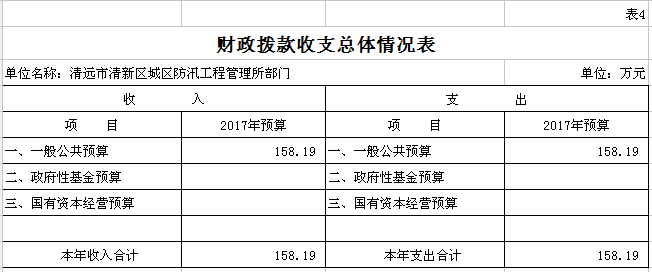 表4
财政拨款收支总体情况表
单位名称：清远市清新区城区防汛工程管理所部门 单位：万元
收 入 支 出
项 目 2017年预算 项 目 2017年预算
一、一般公共预算 158.19 一、一般公共预算 158.19
二、政府性基金预算 二、政府性基金预算
三、国有资本经营预算 三、国有资本经营预算
本年收入合计 158.19 本年支出合计 158.19